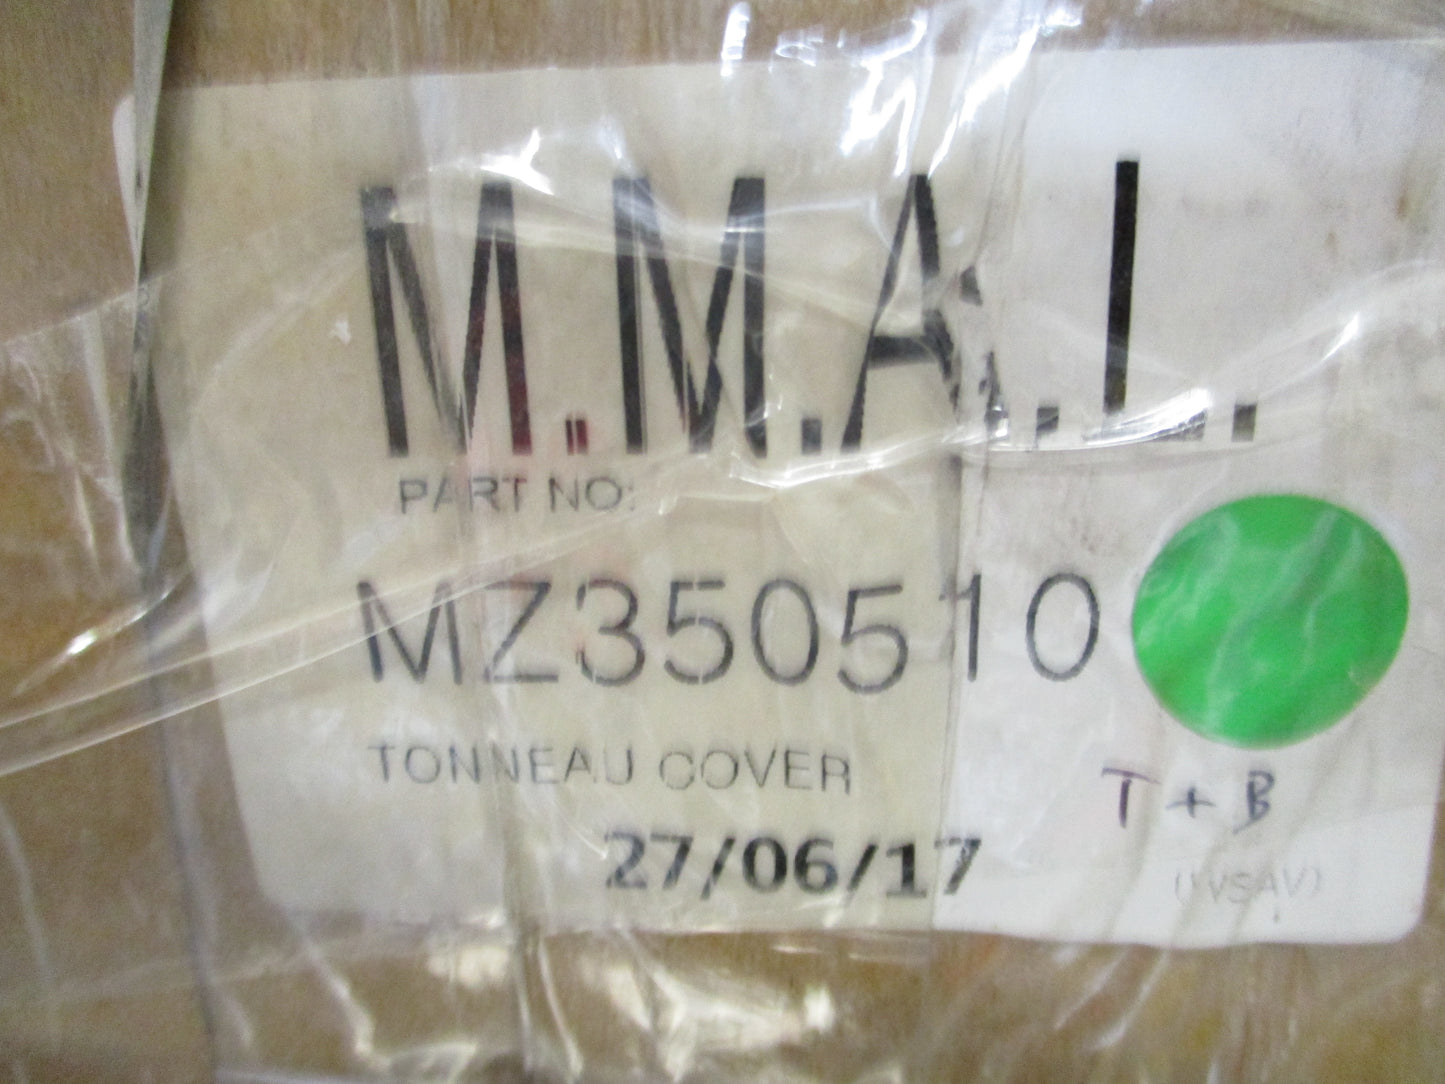 M.M.A.L.
PART NO:
MZ350510
TONNEAU COVER
T + B
27/06/17